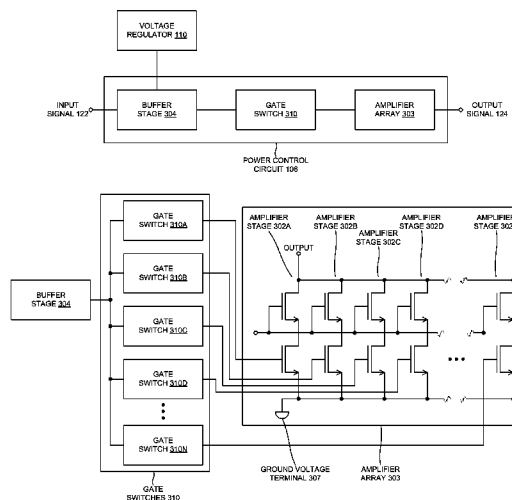 VOLTAGE
REGULATOR 110
INPUT
SIGNAL 122
BUFFER
STAGE 304
GATE
SWITCH 310
AMPLIFIER
ARRAY 303
OUTPUT
SIGNAL 124
POWER CONTROL
CIRCUIT 106
GATE
SWITCH 310A
GATE
SWITCH 310B
GATE
SWITCH 310C
GATE
SWITCH 310D
GATE
SWITCH 310N
BUFFER
STAGE 304
GATE
SWITCHES 310
AMPLIFIER
STAGE 302A
AMPLIFIER
STAGE 302B
AMPLIFIER
STAGE 302C
AMPLIFIER
STAGE 302D
AMPLIFIER
OUTPUT
GROUND VOLTAGE
TERMINAL 307
AMPLIFIER
ARRAY 303